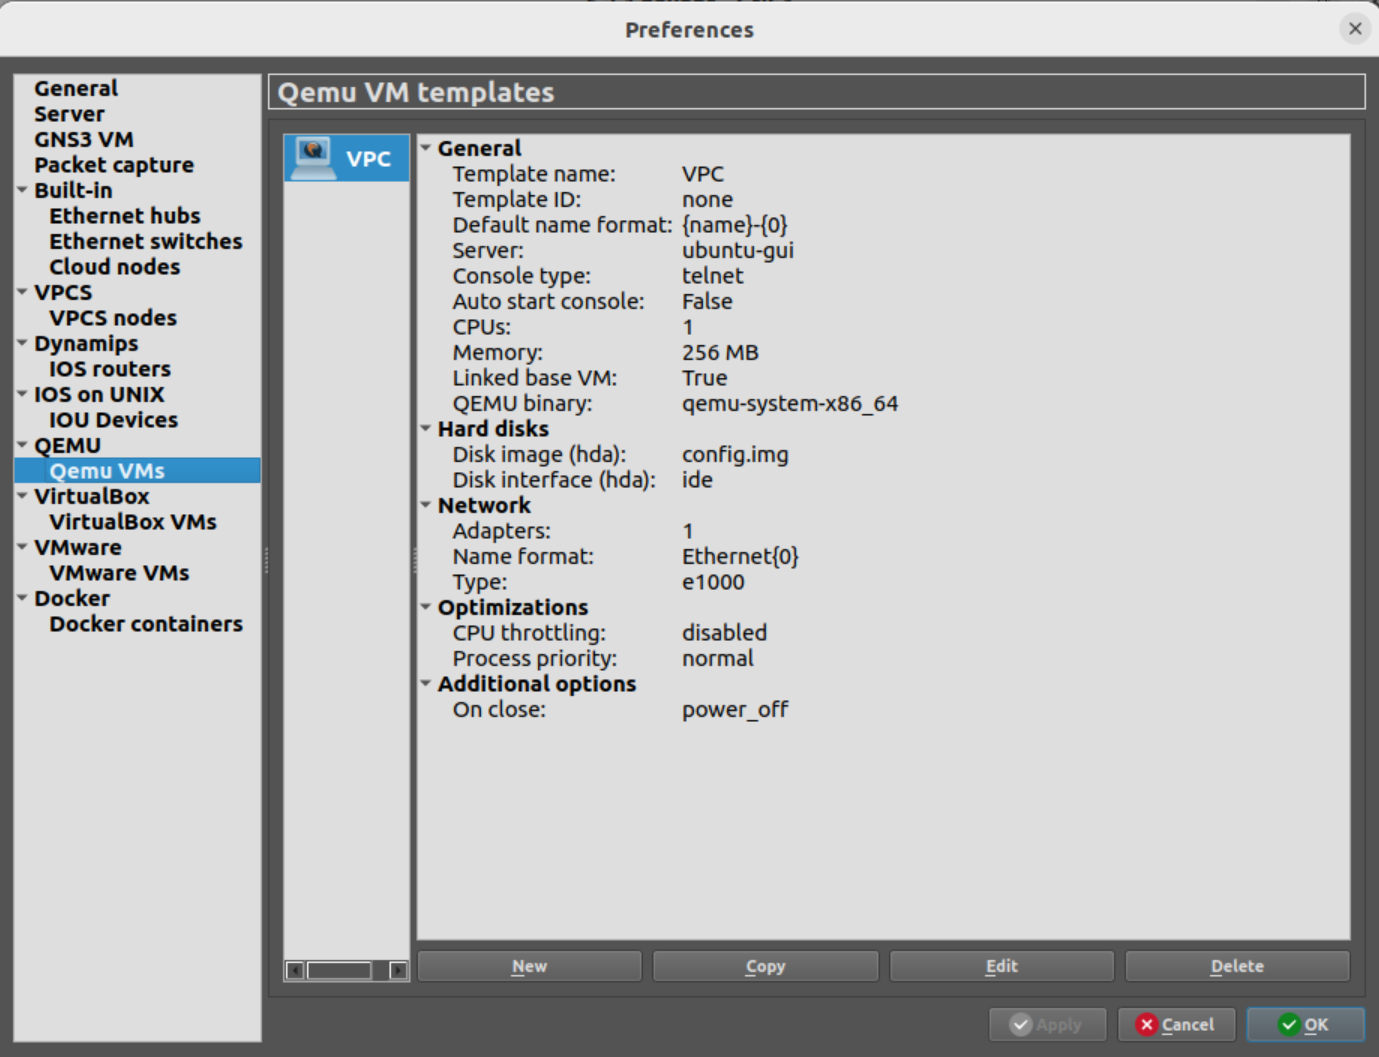 Preferences
General
Server
GNS3 VM
Packet capture
Built-in
Ethernet hubs
Ethernet switches
Cloud nodes
VPCS
VPCS nodes
Dynamips
IOS routers
IOS on UNIX
IOU Devices
QEMU
Qemu VMs
VirtualBox
VirtualBox VMs
VMware
VMware VMs
Docker
Docker containers
Qemu VM templates
VPC
General
Template name: VPC
Template ID: none
Default name format: {name}-{0}
Server: ubuntu-gui
Console type: telnet
Auto start console: False
CPUs: 1
Memory: 256 MB
Linked base VM: True
QEMU binary: qemu-system-x86_64
Hard disks
Disk image (hda): config.img
Disk interface (hda): ide
Network
Adapters: 1
Name format: Ethernet{0}
Type: e1000
Optimizations
CPU throttling: disabled
Process priority: normal
Additional options
On close: power_off
New Copy Edit Delete
Apply Cancel OK